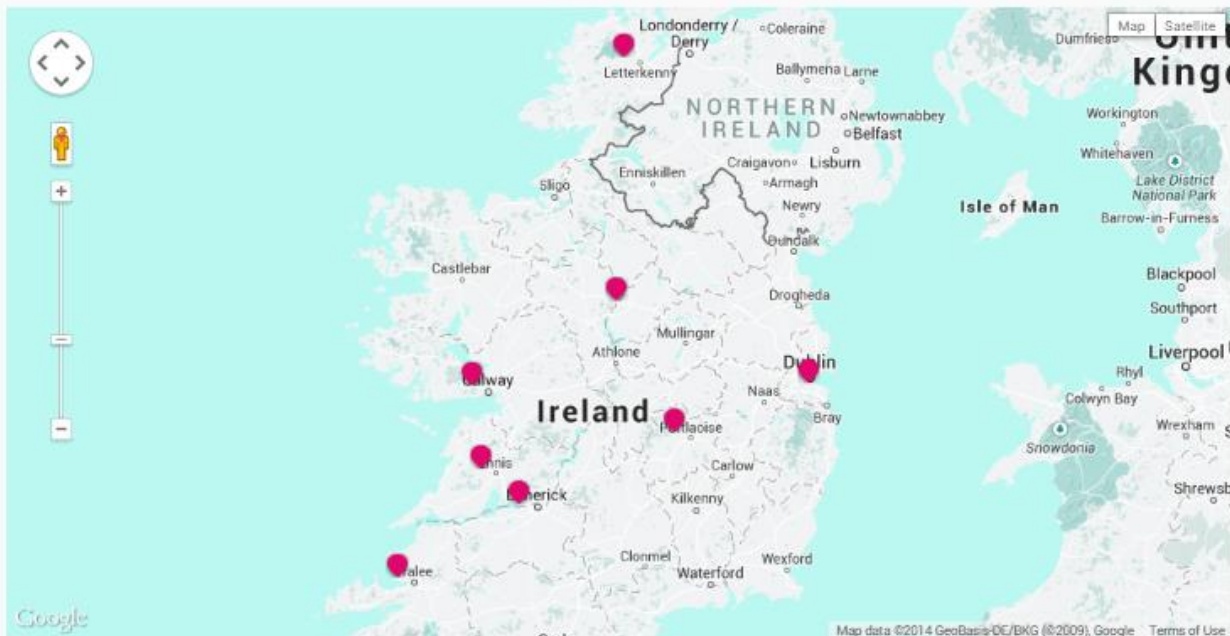 Londonderry /
Derry
Coleraine
Map
Satellite
Dumfries
Letterkenny
Ballymena
Larne
NORTHERN
IRELAND
Newtownabbey
Belfast
Workington
Whitehaven
Craigavon
Lisburn
Enniskillen
Armagh
Sligo
Newry
Isle of Man
Lake District
National Park
Barrow-in-Furness
Dundalk
Castlebar
Blackpool
Drogheda
Southport
Mullingar
Athlone
Dublin
Liverpool
Rhyl
Galway
Naas
Colwyn Bay
Ireland
Bray
Portlaoise
Wrexham
Snowdonia
Ennis
Carlow
Limerick
Kilkenny
Shrewsb
Clonmel
Wexford
Tralee
Waterford
Google
Map data ©2014 GeoBasis-DE/BKG (©2009), Google
Terms of Use